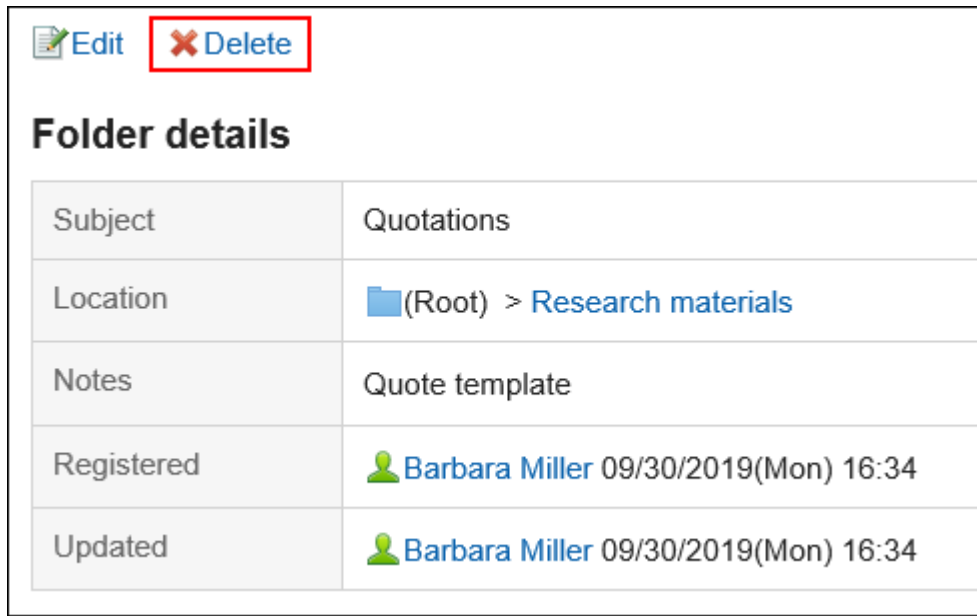 Edit Delete
Folder details
Subject Quotations
Location (Root) > Research materials
Notes Quote template
Registered Barbara Miller 09/30/2019(Mon) 16:34
Updated Barbara Miller 09/30/2019(Mon) 16:34